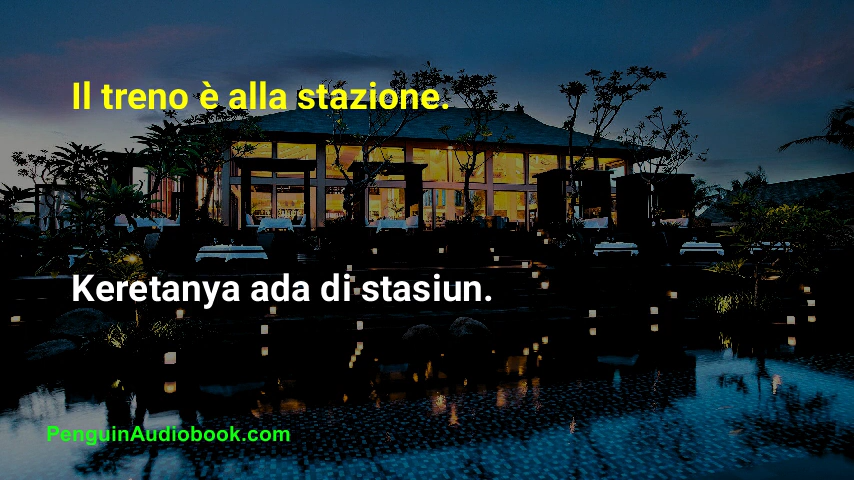 Il treno è alla stazione.
Keretanya ada di stasiun.
PenguinAudiobook.com